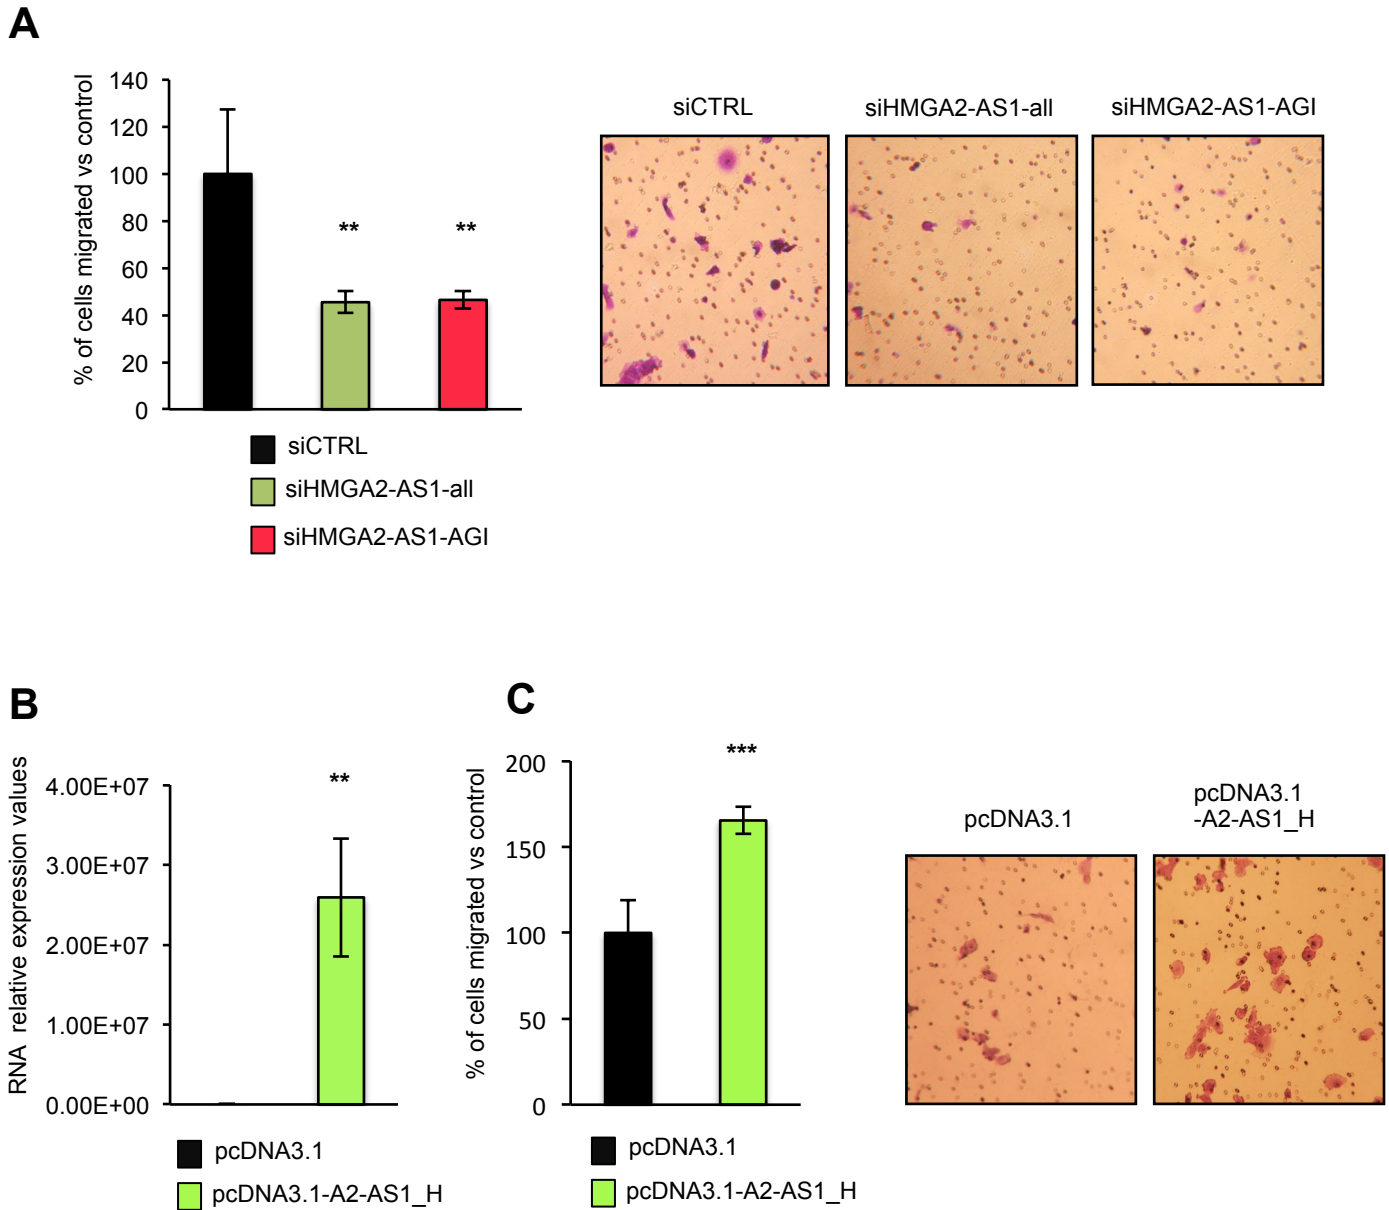 A
% of cells migrated vs control
140
120
100
80
60
40
20
0
**
**
siCTRL
siHMGA2-AS1-all
siHMGA2-AS1-AGI
siCTRL
siHMGA2-AS1-all
siHMGA2-AS1-AGI
B
RNA relative expression values
4.00E+07
3.00E+07
2.00E+07
1.00E+07
0.00E+00
**
pcDNA3.1
pcDNA3.1-A2-AS1_H
C
% of cells migrated vs control
200
150
100
50
0
***
pcDNA3.1
pcDNA3.1-A2-AS1_H
pcDNA3.1
pcDNA3.1
-A2-AS1_H